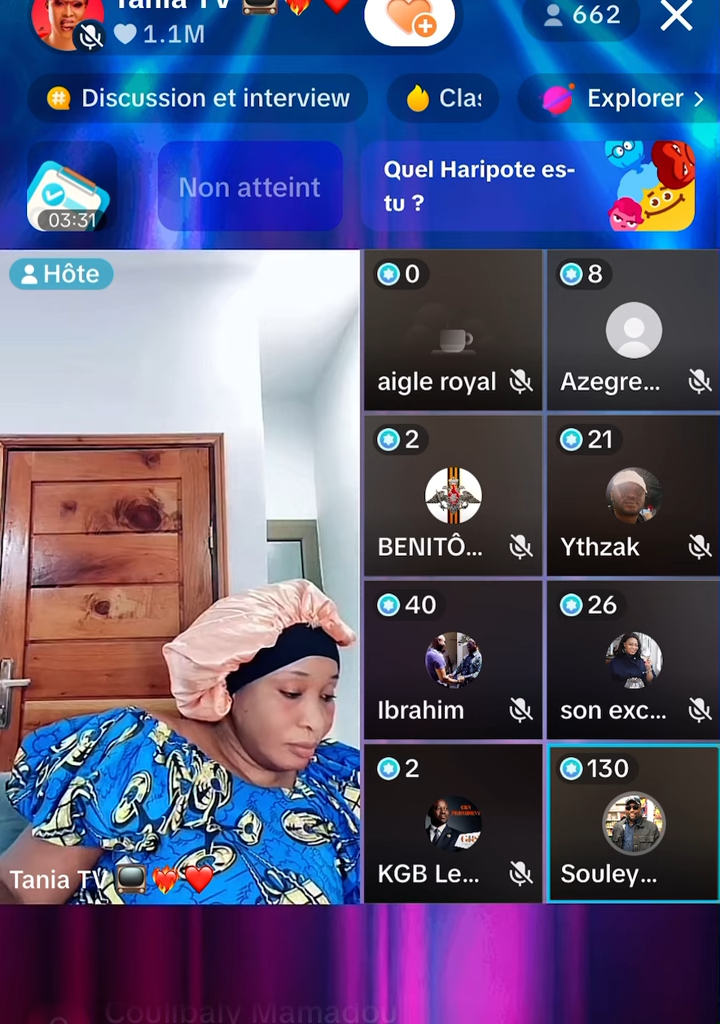 Tania TV 📺❤️‍🔥❤️
1.1M
662
Discussion et interview
Clas
Explorer >
03:31
Non atteint
Quel Haripote es-
tu ?
Hôte
0
aigle royal
8
Azegre...
2
BENITÔ...
21
Ythzak
40
Ibrahim
26
son exc...
2
KGB Le...
130
Souley...
Tania TV 📺❤️‍🔥❤️
Coulibaly Mamadou